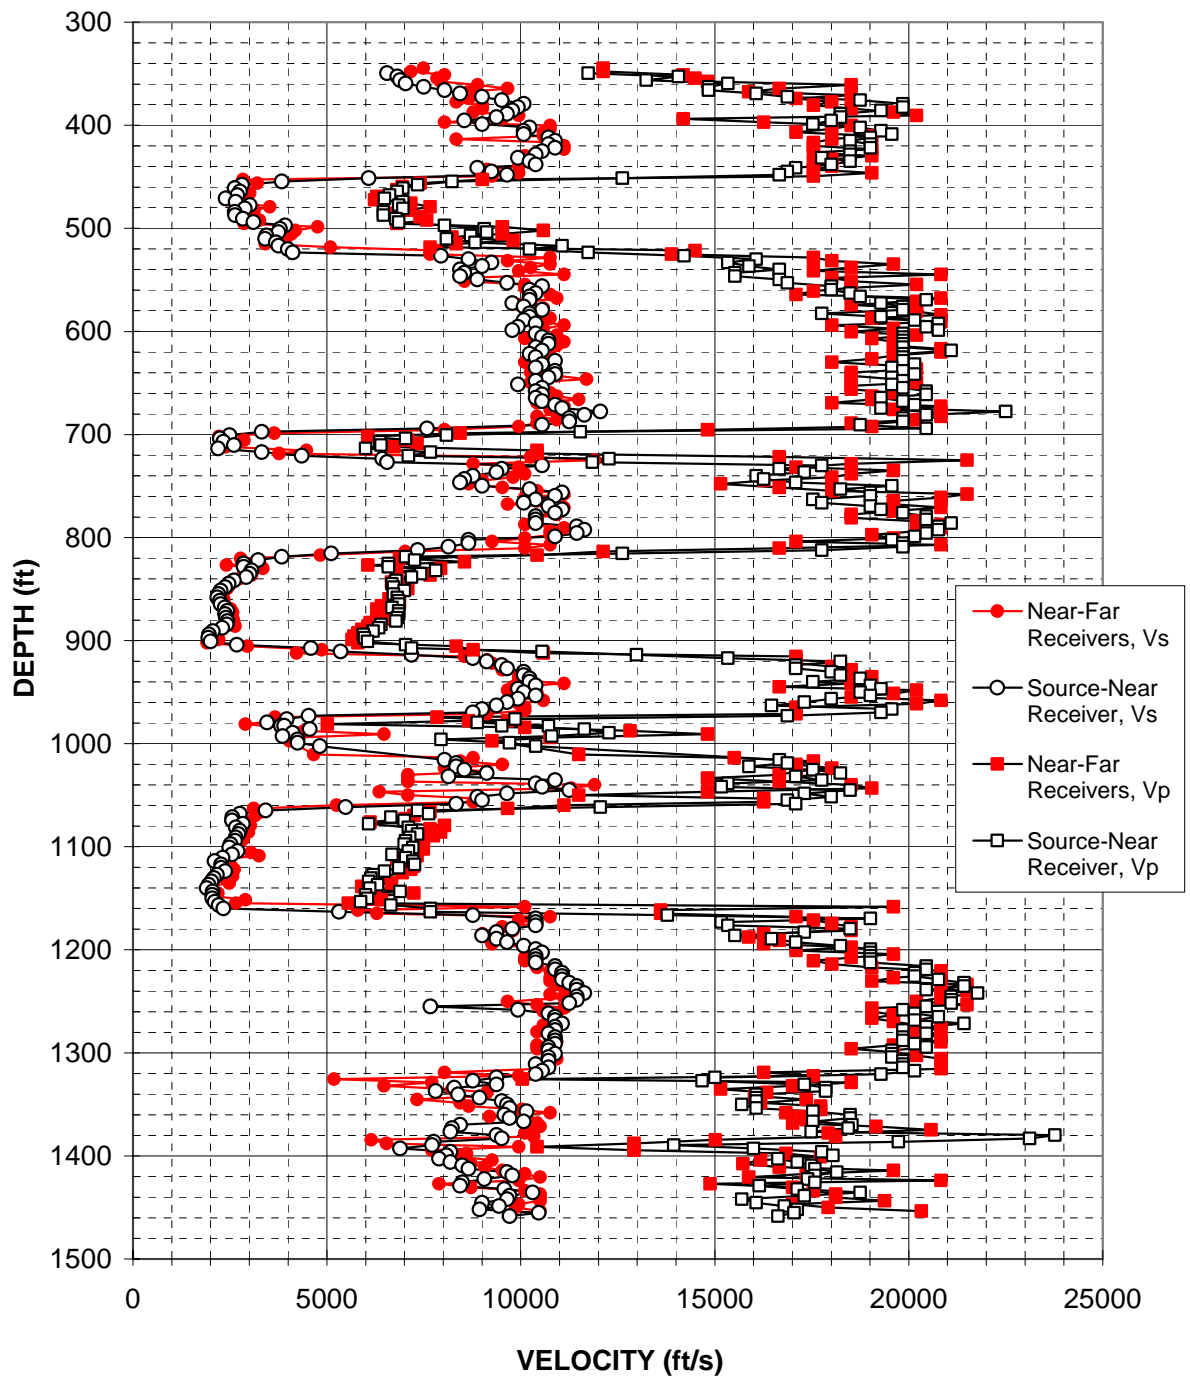 300
400
500
600
700
800
900
1000
1100
1200
1300
1400
1500
DEPTH (ft)
0
5000
10000
15000
20000
25000
VELOCITY (ft/s)
Near-Far
Receivers, Vs
Source-Near
Receiver, Vs
Near-Far
Receivers, Vp
Source-Near
Receiver, Vp